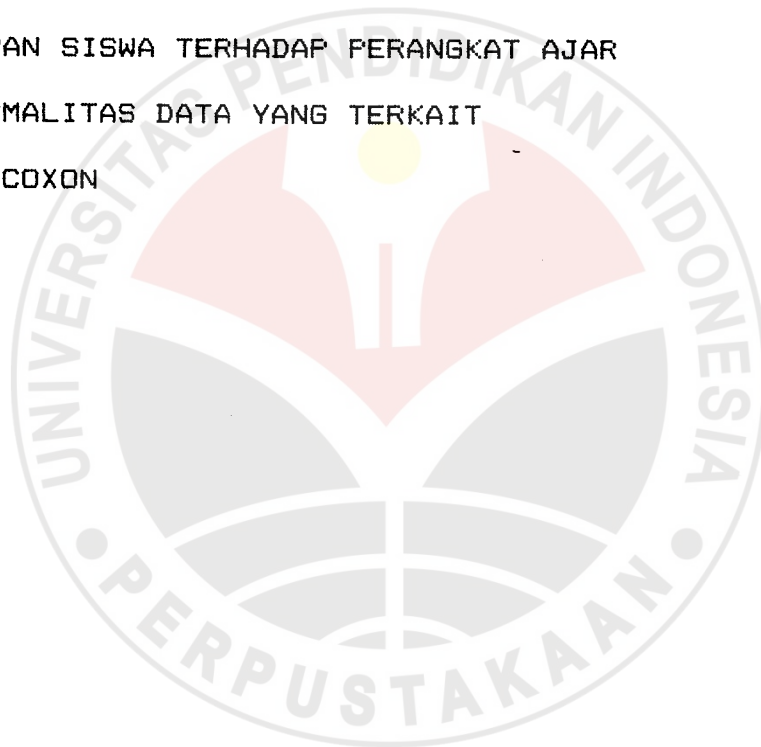 AN SISWA TERHADAP PERANGKAT AJAR
MALITAS DATA YANG TERKAIT
COXON
UNIVERSITAS PENDIDIKAN INDONESIA
PERPUSTAKAAN